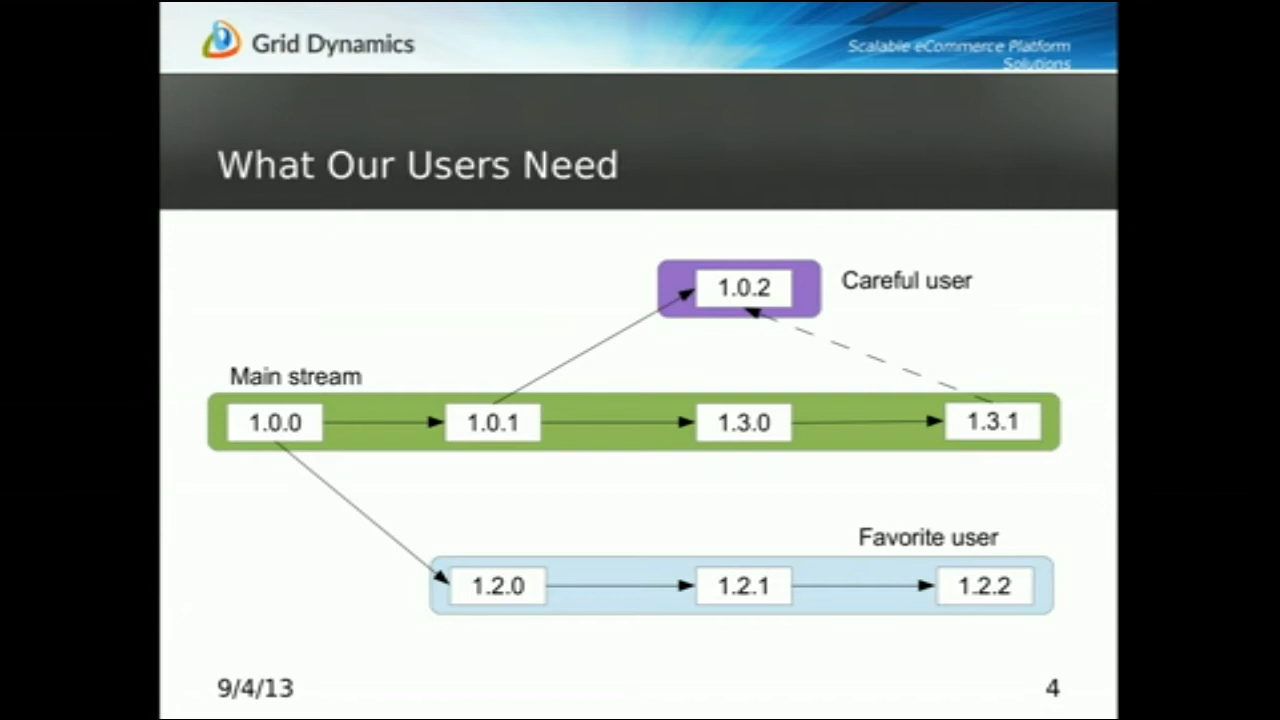 Grid Dynamics
Scalable eCommerce Platform
Solutions
What Our Users Need
1.0.2
Careful user
Main stream
1.0.0
1.0.1
1.3.0
1.3.1
Favorite user
1.2.0
1.2.1
1.2.2
9/4/13
4